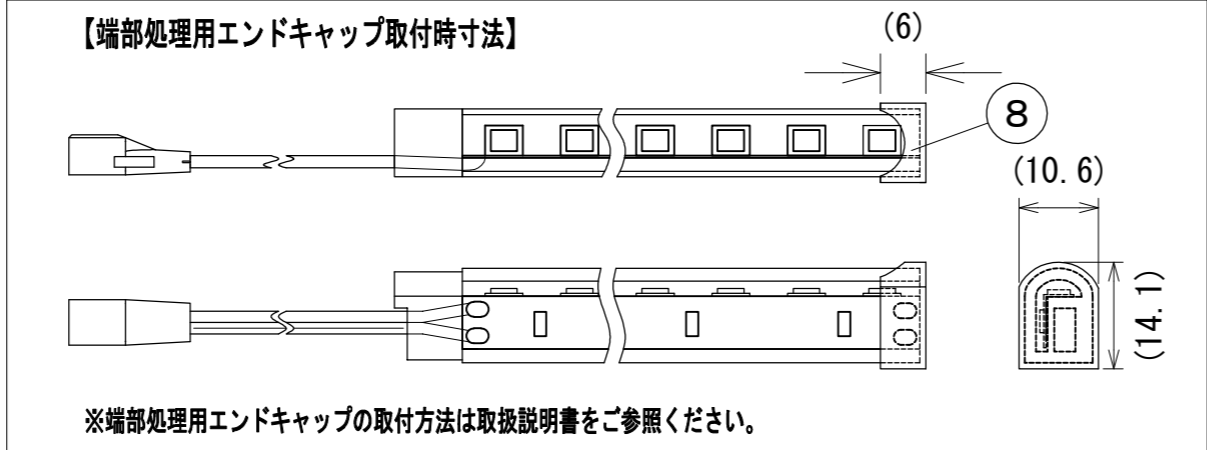 【端部処理用エンドキャップ取付時寸法】
(6)
8
(10. 6)
(14. 1)
※端部処理用エンドキャップの取付方法は取扱説明書をご参照ください。